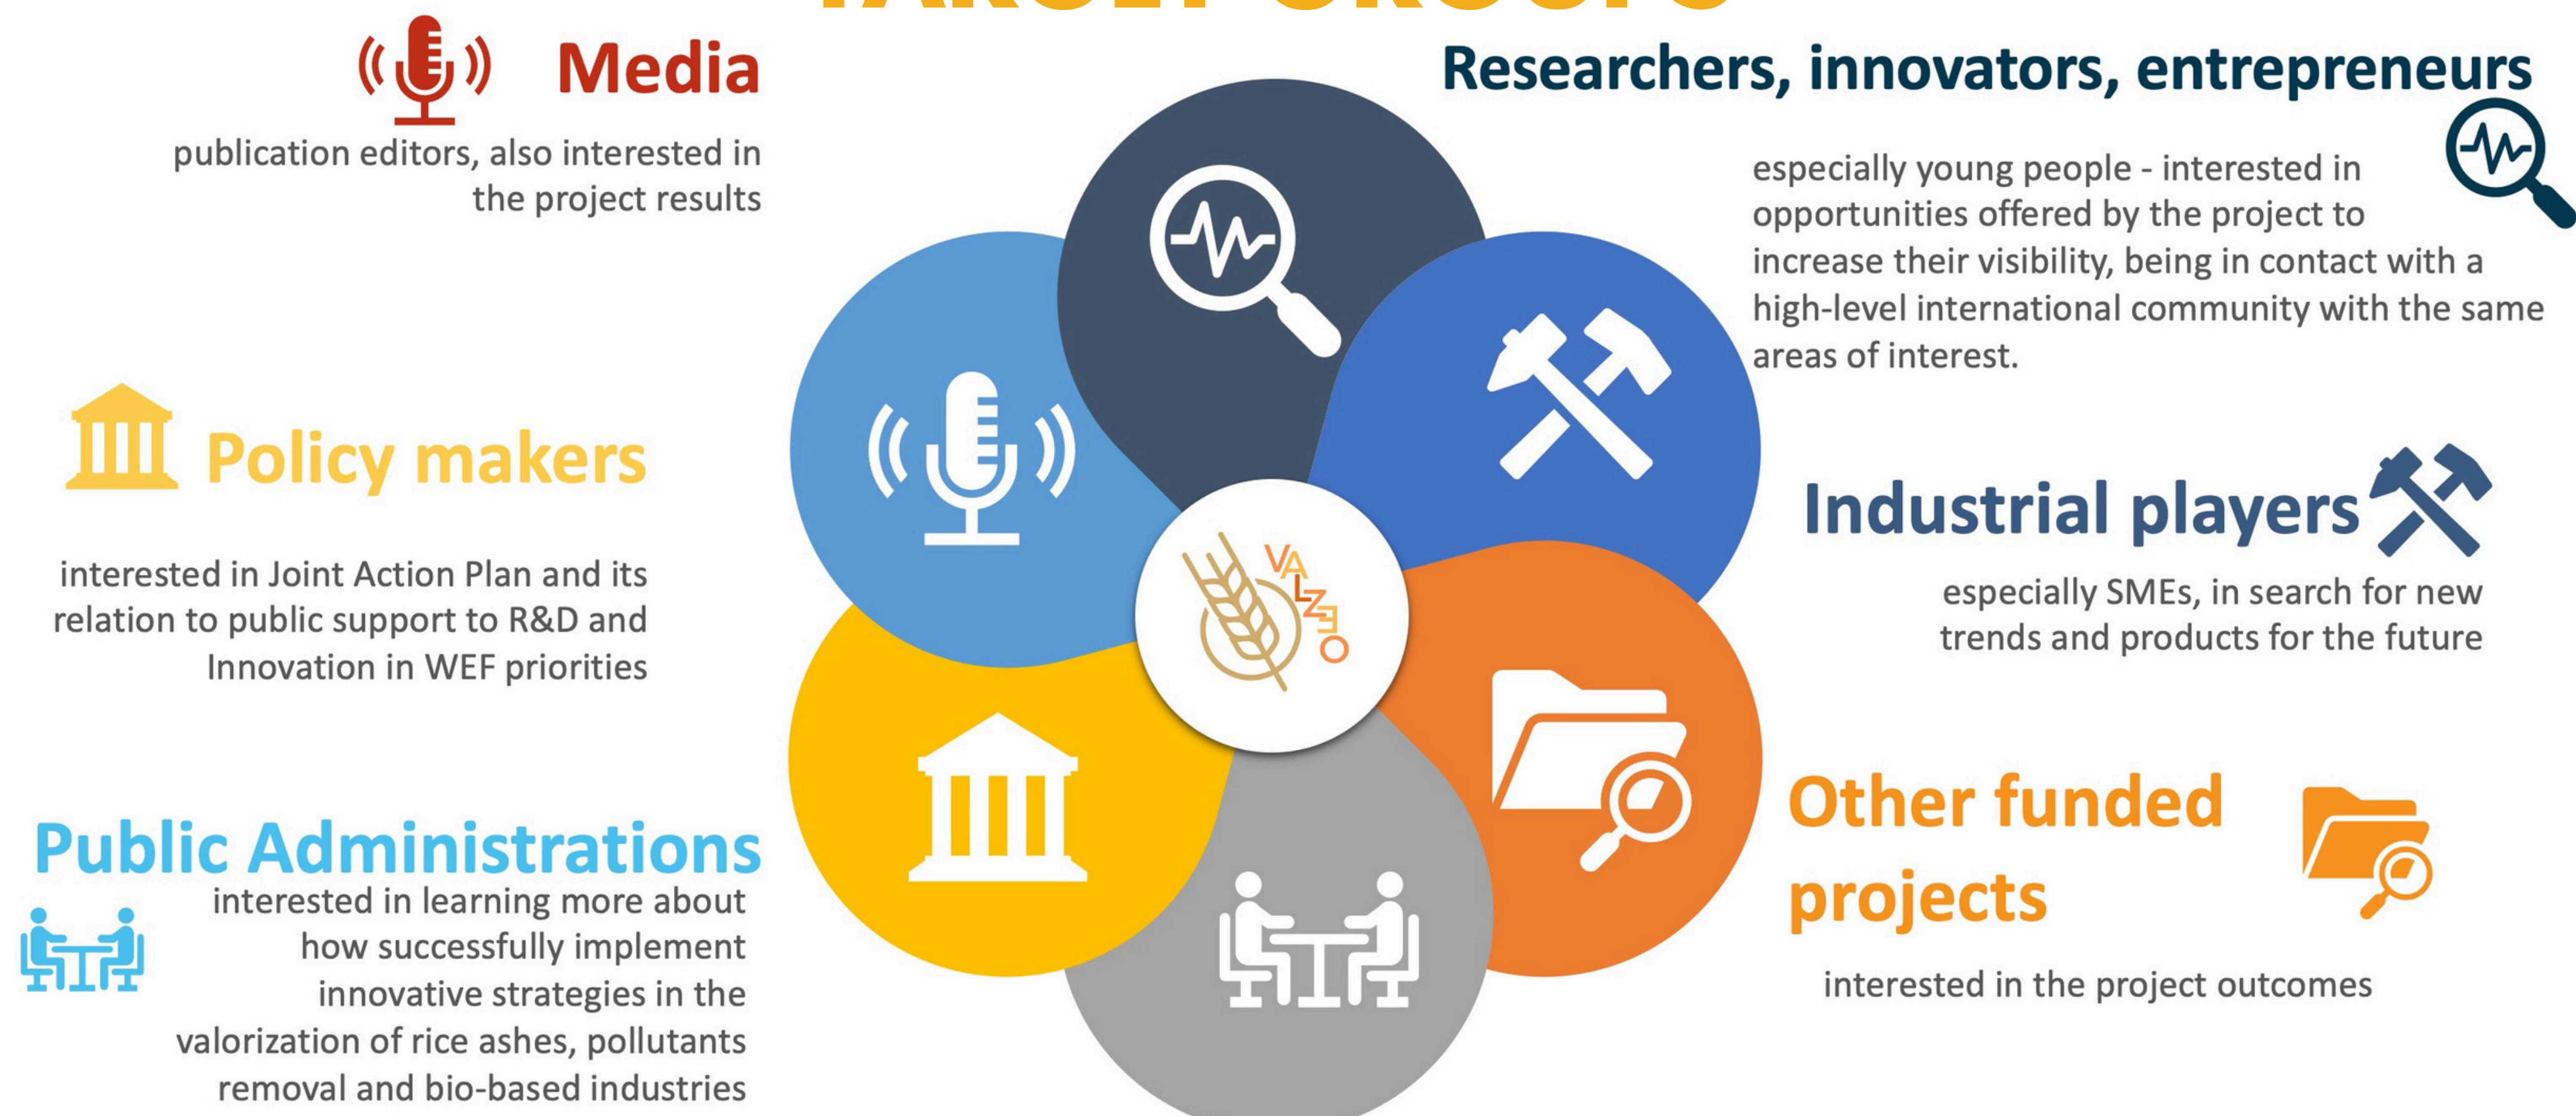 TARGET GROUPS
Media
publication editors, also interested in
the project results
Policy makers
interested in Joint Action Plan and its
relation to public support to R&D and
Innovation in WEF priorities
Public Administrations
interested in learning more about
how successfully implement
innovative strategies in the
valorization of rice ashes, pollutants
removal and bio-based industries
VALZEO
Researchers, innovators, entrepreneurs
especially young people - interested in
opportunities offered by the project to
increase their visibility, being in contact with a
high-level international community with the same
areas of interest.
Industrial players
especially SMEs, in search for new
trends and products for the future
Other funded
projects
interested in the project outcomes